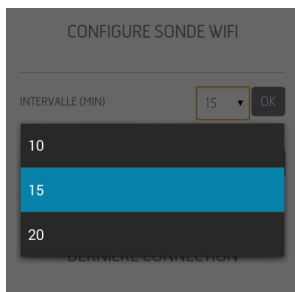 CONFIGURE SONDE WIFI
INTERVALLE (MIN) 15 OK
10
15
20
DERNIERE CONNECTION